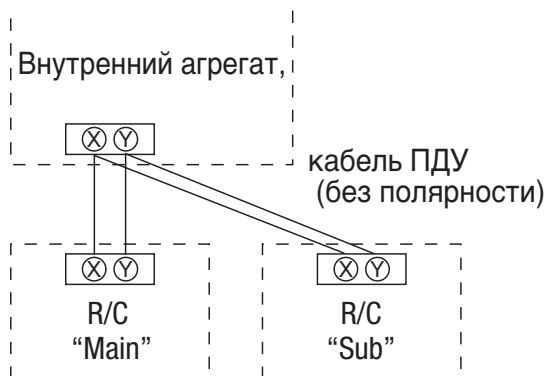 Внутренний агрегат,
X Y
кабель ПДУ
(без полярности)
X Y
X Y
R/C
“Main”
R/C
“Sub”